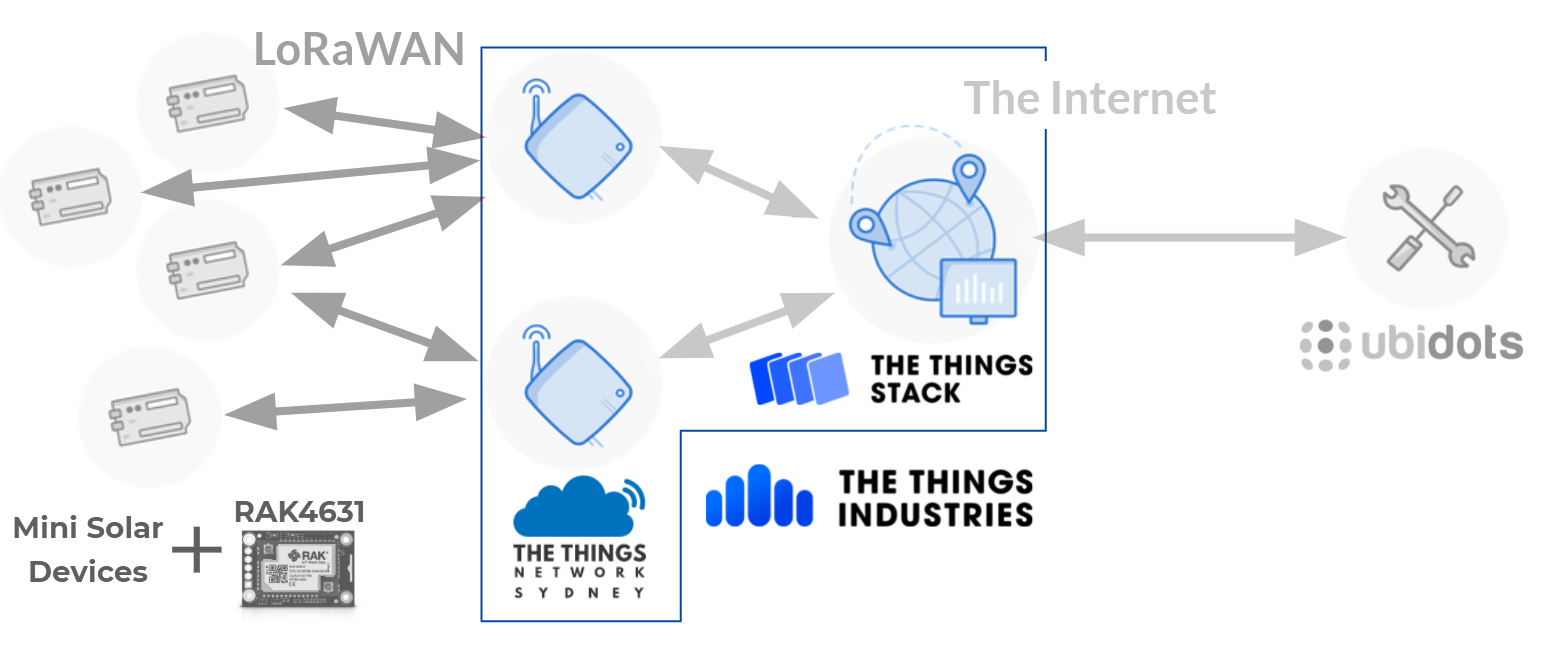 LoRaWAN
The Internet
ubidots
THE THINGS
STACK
THE THINGS
INDUSTRIES
THE THINGS
NETWORK
SYDNEY
Mini Solar
Devices
+
RAK4631
RAK